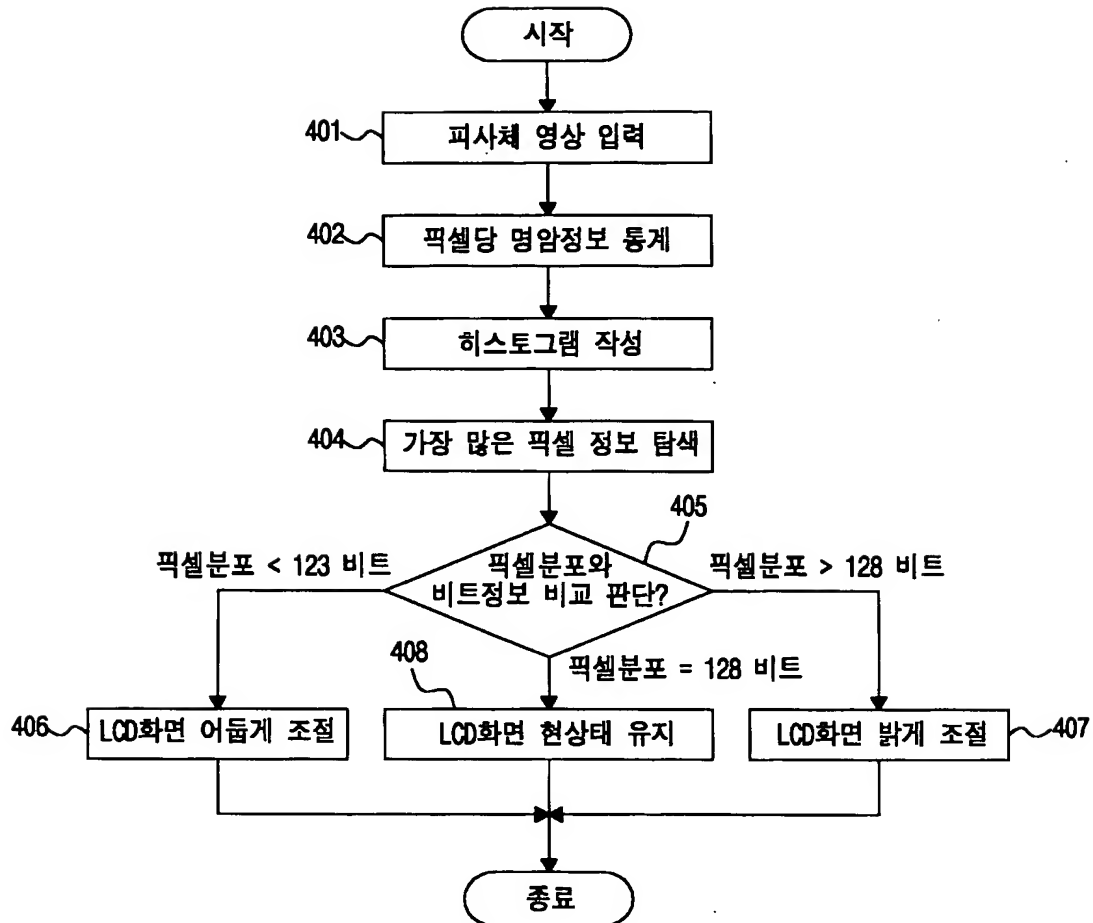 시작
401
피사체 영상 입력
402
픽셀당 명암정보 통계
403
히스토그램 작성
404
가장 많은 픽셀 정보 탐색
405
픽셀분포 < 123 비트
픽셀분포와
비트정보 비교 판단?
픽셀분포 > 128 비트
408
픽셀분포 = 128 비트
406
LCD화면 어둡게 조절
LCD화면 현상태 유지
LCD화면 밝게 조절
407
종료